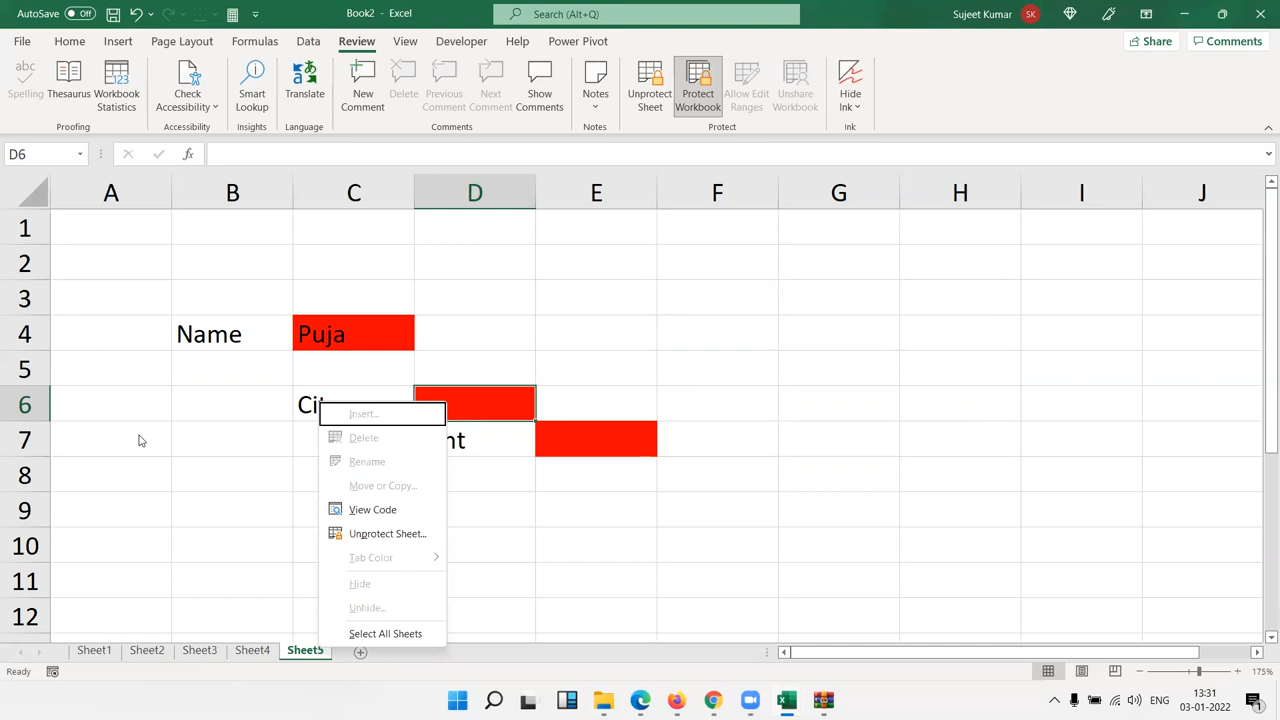 AutoSave Off Book2 - Excel Search (Alt+Q) Sujeet Kumar SK
File Home Insert Page Layout Formulas Data Review View Developer Help Power Pivot Share Comments
abc 123
Spelling Thesaurus Workbook Statistics Check Accessibility Smart Lookup Translate New Comment Delete Previous Comment Next Comment Show Comments Notes Unprotect Sheet Protect Workbook Allow Edit Ranges Unshare Workbook Hide Ink
Proofing Accessibility Insights Language Comments Notes Protect Ink
D6 fx
A B C D E F G H I J
1
2
3
4 Name Puja
5
6 Cit
7 nt
8
9
10
11
12
Insert...
Delete
Rename
Move or Copy...
View Code
Unprotect Sheet...
Tab Color
Hide
Unhide...
Select All Sheets
Sheet1 Sheet2 Sheet3 Sheet4 Sheet5
Ready 175%
ENG 13:31
03-01-2022 1